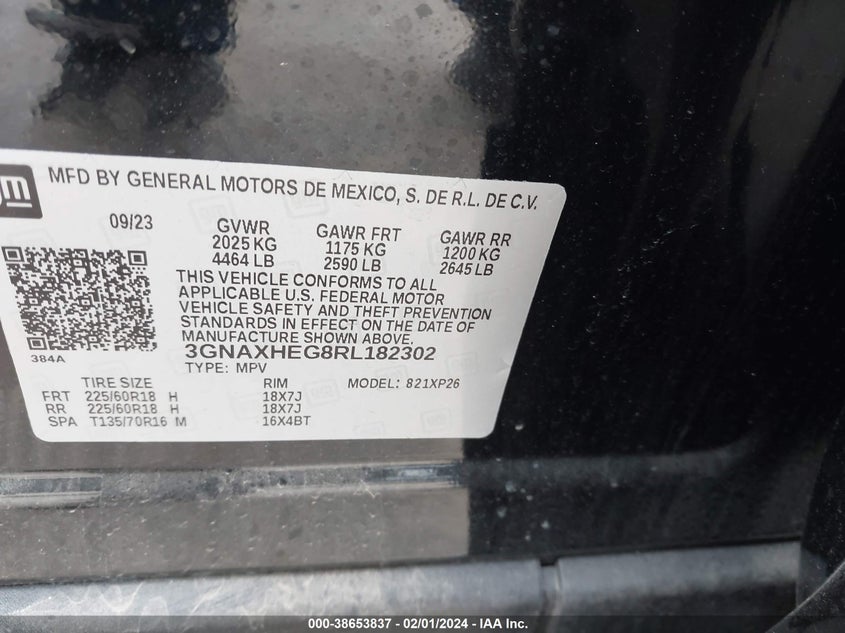 gm
MFD BY GENERAL MOTORS DE MEXICO, S. DE R.L. DE C.V.
09/23 GVWR GAWR FRT GAWR RR
2025 KG 1175 KG 1200 KG
4464 LB 2590 LB 2645 LB
THIS VEHICLE CONFORMS TO ALL
APPLICABLE U.S. FEDERAL MOTOR
VEHICLE SAFETY AND THEFT PREVENTION
STANDARDS IN EFFECT ON THE DATE OF
MANUFACTURE SHOWN ABOVE.
384A
3GNAXHEG8RL182302
TYPE: MPV MODEL: 821XP26
TIRE SIZE RIM
FRT 225/60R18 H 18X7J
RR 225/60R18 H 18X7J
SPA T135/70R16 M 16X4BT
000-38653837 - 02/01/2024 - IAA Inc.